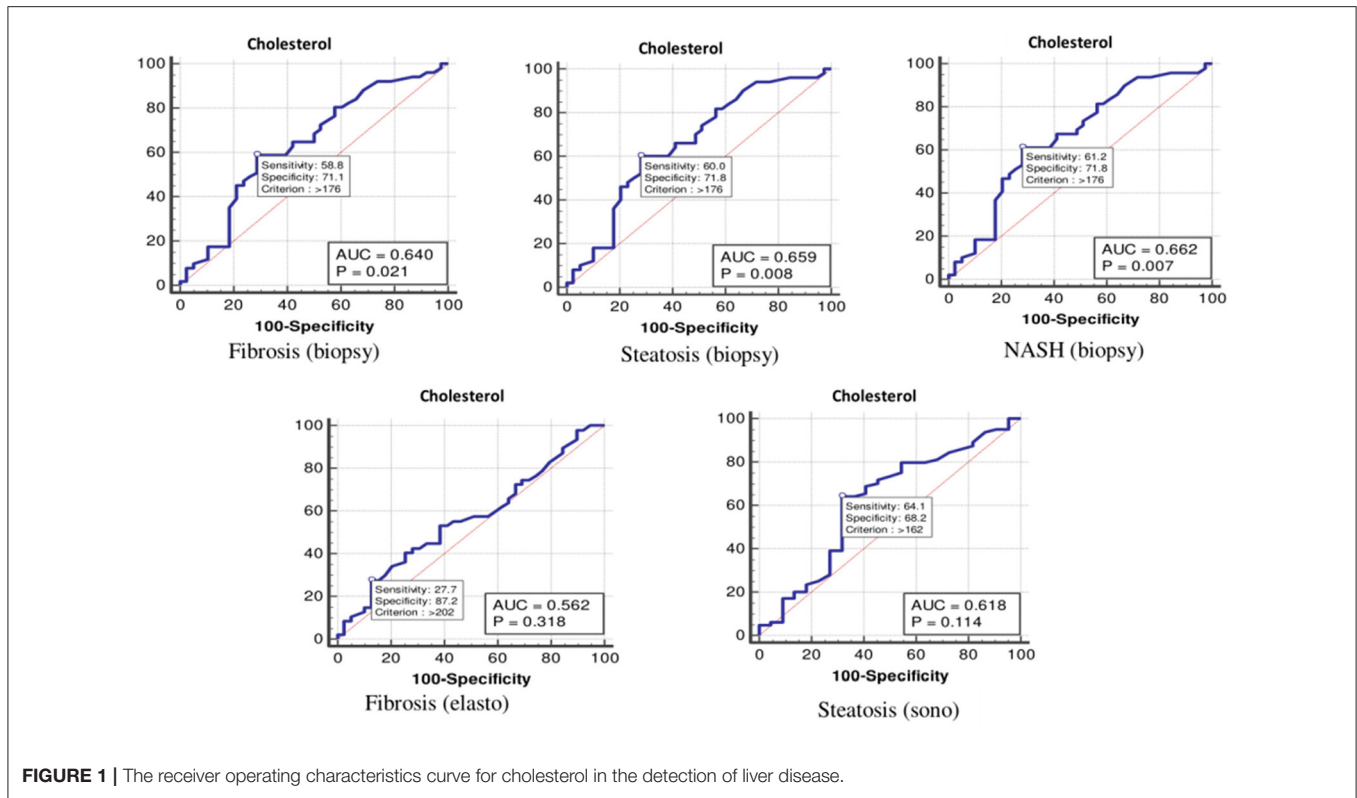 Cholesterol
100
80
60
40
20
0
Sensitivity: 58.8
Specificity: 71.1
Criterion : >176
AUC = 0.640
P = 0.021
0 20 40 60 80 100
100-Specificity
Fibrosis (biopsy)
Cholesterol
100
80
60
40
20
0
Sensitivity: 60.0
Specificity: 71.8
Criterion : >176
AUC = 0.659
P = 0.008
0 20 40 60 80 100
100-Specificity
Steatosis (biopsy)
Cholesterol
100
80
60
40
20
0
Sensitivity: 61.2
Specificity: 71.8
Criterion : >176
AUC = 0.662
P = 0.007
0 20 40 60 80 100
100-Specificity
NASH (biopsy)
Cholesterol
100
80
60
40
20
0
Sensitivity: 27.7
Specificity: 87.2
Criterion : >202
AUC = 0.562
P = 0.318
0 20 40 60 80 100
100-Specificity
Fibrosis (elasto)
Cholesterol
100
80
60
40
20
0
Sensitivity: 64.1
Specificity: 68.2
Criterion : >162
AUC = 0.618
P = 0.114
0 20 40 60 80 100
100-Specificity
Steatosis (sono)
FIGURE 1 | The receiver operating characteristics curve for cholesterol in the detection of liver disease.